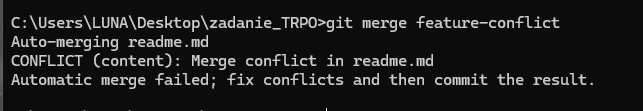 C:\Users\LUNA\Desktop\zadanie_TRPO>git merge feature-conflict
Auto-merging readme.md
CONFLICT (content): Merge conflict in readme.md
Automatic merge failed; fix conflicts and then commit the result.